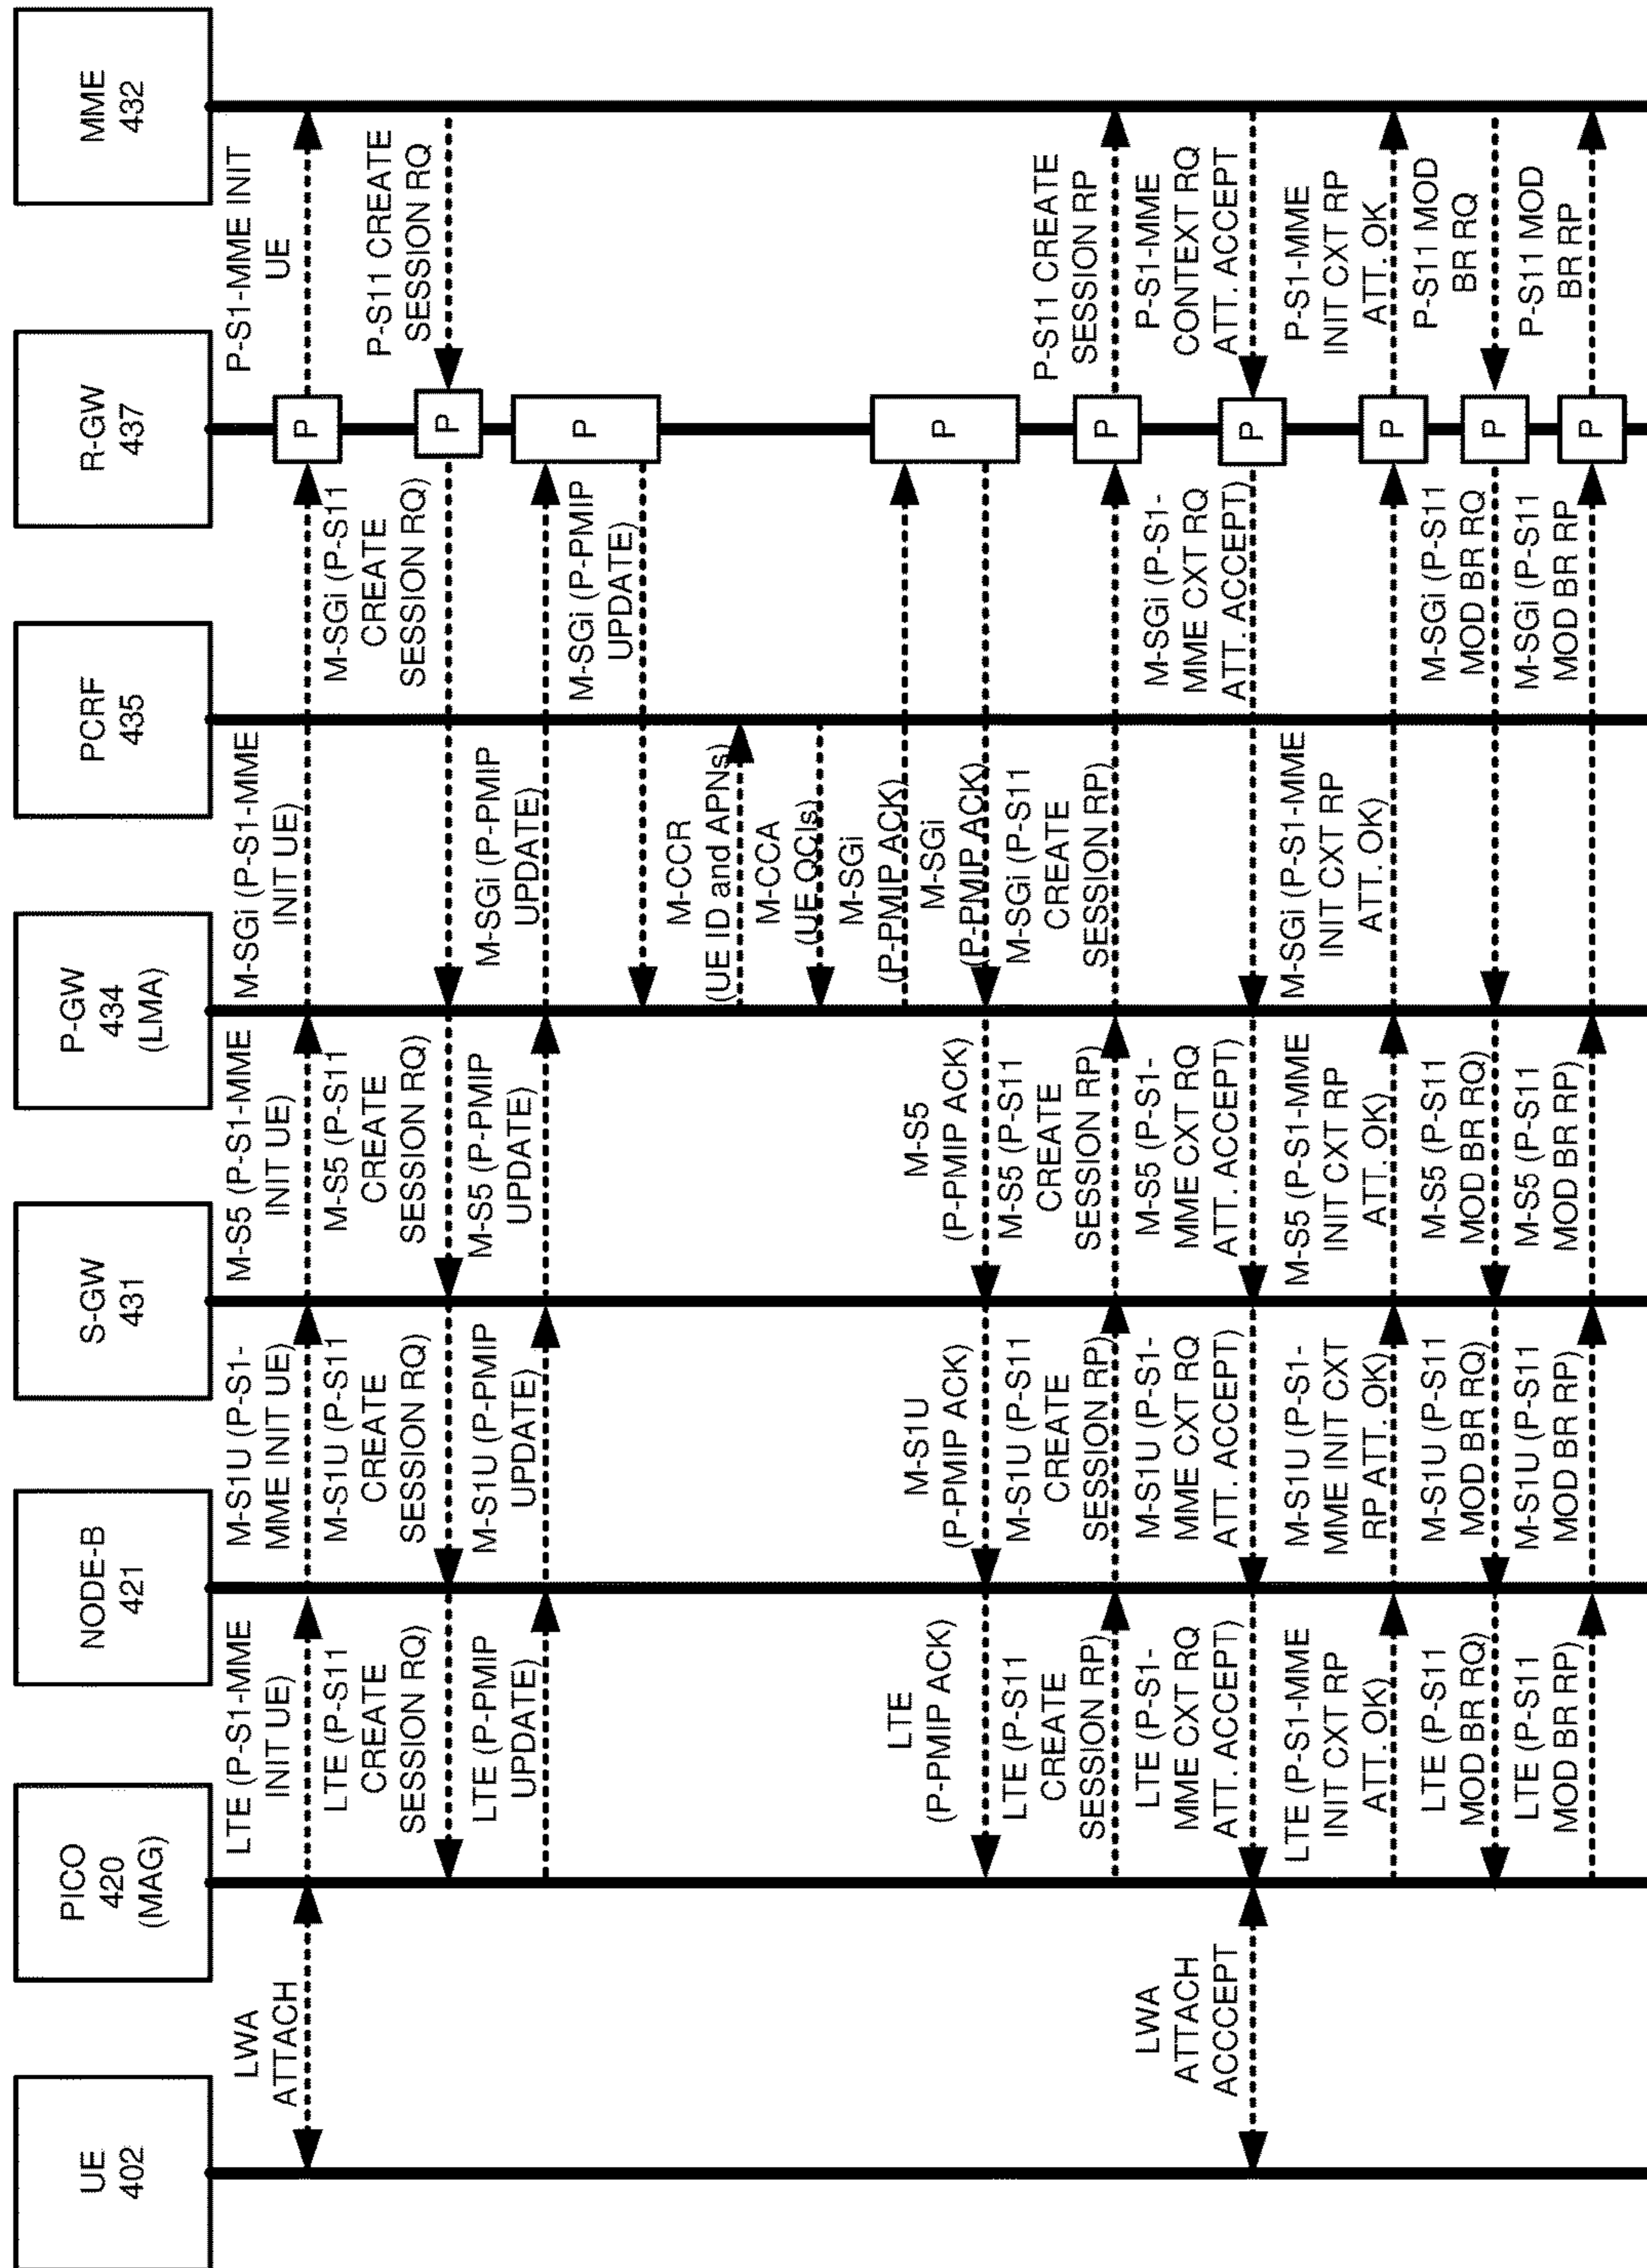 UE
402
PICO
420
(MAG)
NODE-B
421
S-GW
431
P-GW
434
(LMA)
PCRF
435
R-GW
437
MME
432
LWA
ATTACH
LTE (P-S1-MME
INIT UE)
M-S1U (P-S1-
MME INIT UE)
M-S5 (P-S1-MME
INIT UE)
M-SGi (P-S1-MME
INIT UE)
P
P-S1-MME INIT
UE
LTE (P-S11
CREATE
SESSION RQ)
M-S1U (P-S11
CREATE
SESSION RQ)
M-S5 (P-S11
CREATE
SESSION RQ)
M-SGi (P-S11
CREATE
SESSION RQ)
P
P-S11 CREATE
SESSION RQ
LTE (P-PMIP
UPDATE)
M-S1U (P-PMIP
UPDATE)
M-S5 (P-PMIP
UPDATE)
M-SGi (P-PMIP
UPDATE)
P
M-SGi (P-PMIP
UPDATE)
M-CCR
(UE ID and APNs)
M-CCA
(UE QCIs)
M-SGi
(P-PMIP ACK)
P
LTE
(P-PMIP ACK)
M-S1U
(P-PMIP ACK)
M-S5
(P-PMIP ACK)
M-SGi
(P-PMIP ACK)
LTE (P-S11
CREATE
SESSION RP)
M-S1U (P-S11
CREATE
SESSION RP)
M-S5 (P-S11
CREATE
SESSION RP)
M-SGi (P-S11
CREATE
SESSION RP)
P
P-S11 CREATE
SESSION RP
LWA
ATTACH
ACCCEPT
LTE (P-S1-
MME CXT RQ
ATT. ACCEPT)
M-S1U (P-S1-
MME CXT RQ
ATT. ACCEPT)
M-S5 (P-S1-
MME CXT RQ
ATT. ACCEPT)
M-SGi (P-S1-
MME CXT RQ
ATT. ACCEPT)
P
P-S1-MME
CONTEXT RQ
ATT. ACCEPT
LTE (P-S1-MME
INIT CXT RP
ATT. OK)
M-S1U (P-S1-
MME INIT CXT
RP ATT. OK)
M-S5 (P-S1-MME
INIT CXT RP
ATT. OK)
M-SGi (P-S1-MME
INIT CXT RP
ATT. OK)
P
P-S1-MME
INIT CXT RP
ATT. OK
LTE (P-S11
MOD BR RQ)
M-S1U (P-S11
MOD BR RQ)
M-S5 (P-S11
MOD BR RQ)
M-SGi (P-S11
MOD BR RQ)
P
P-S11 MOD
BR RQ
LTE (P-S11
MOD BR RP)
M-S1U (P-S11
MOD BR RP)
M-S5 (P-S11
MOD BR RP)
M-SGi (P-S11
MOD BR RP)
P
P-S11 MOD
BR RP